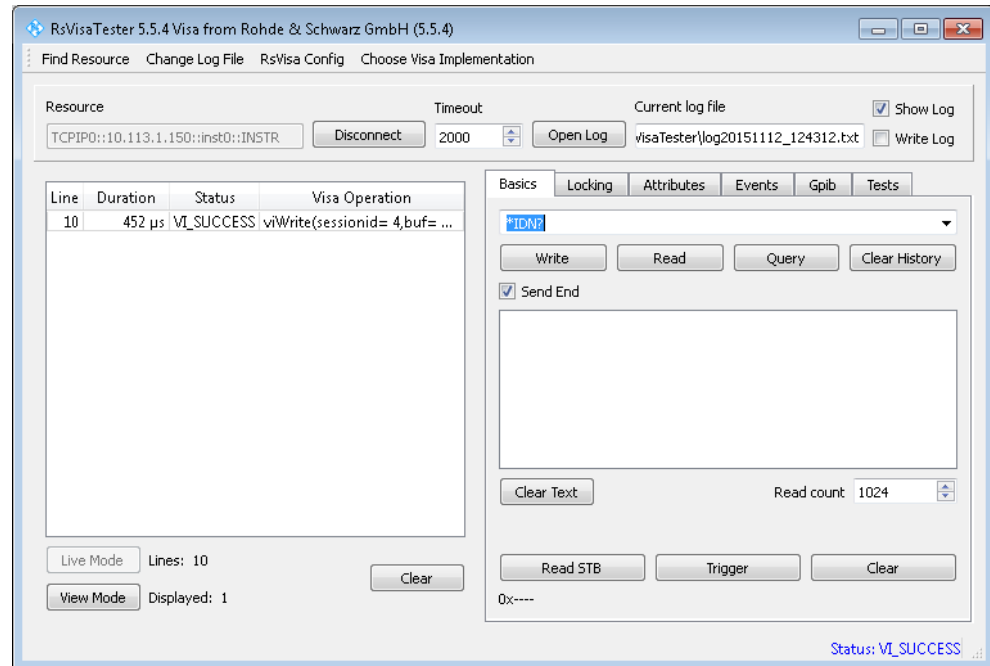 RsVisaTester 5.5.4 Visa from Rohde & Schwarz GmbH (5.5.4)
Find Resource Change Log File RsVisa Config Choose Visa Implementation
Resource Timeout Current log file Show Log
TCPIP0::10.113.1.150::inst0::INSTR Disconnect 2000 Open Log VisaTester\log20151112_124312.txt Write Log
Basics Locking Attributes Events Gpib Tests
Line Duration Status Visa Operation
10 452 µs VI_SUCCESS viWrite(sessionid= 4,buf= ...
*IDN?
Write Read Query Clear History
Send End
Clear Text Read count 1024
Live Mode Lines: 10
Clear
View Mode Displayed: 1
Read STB Trigger Clear
0x----
Status: VI_SUCCESS